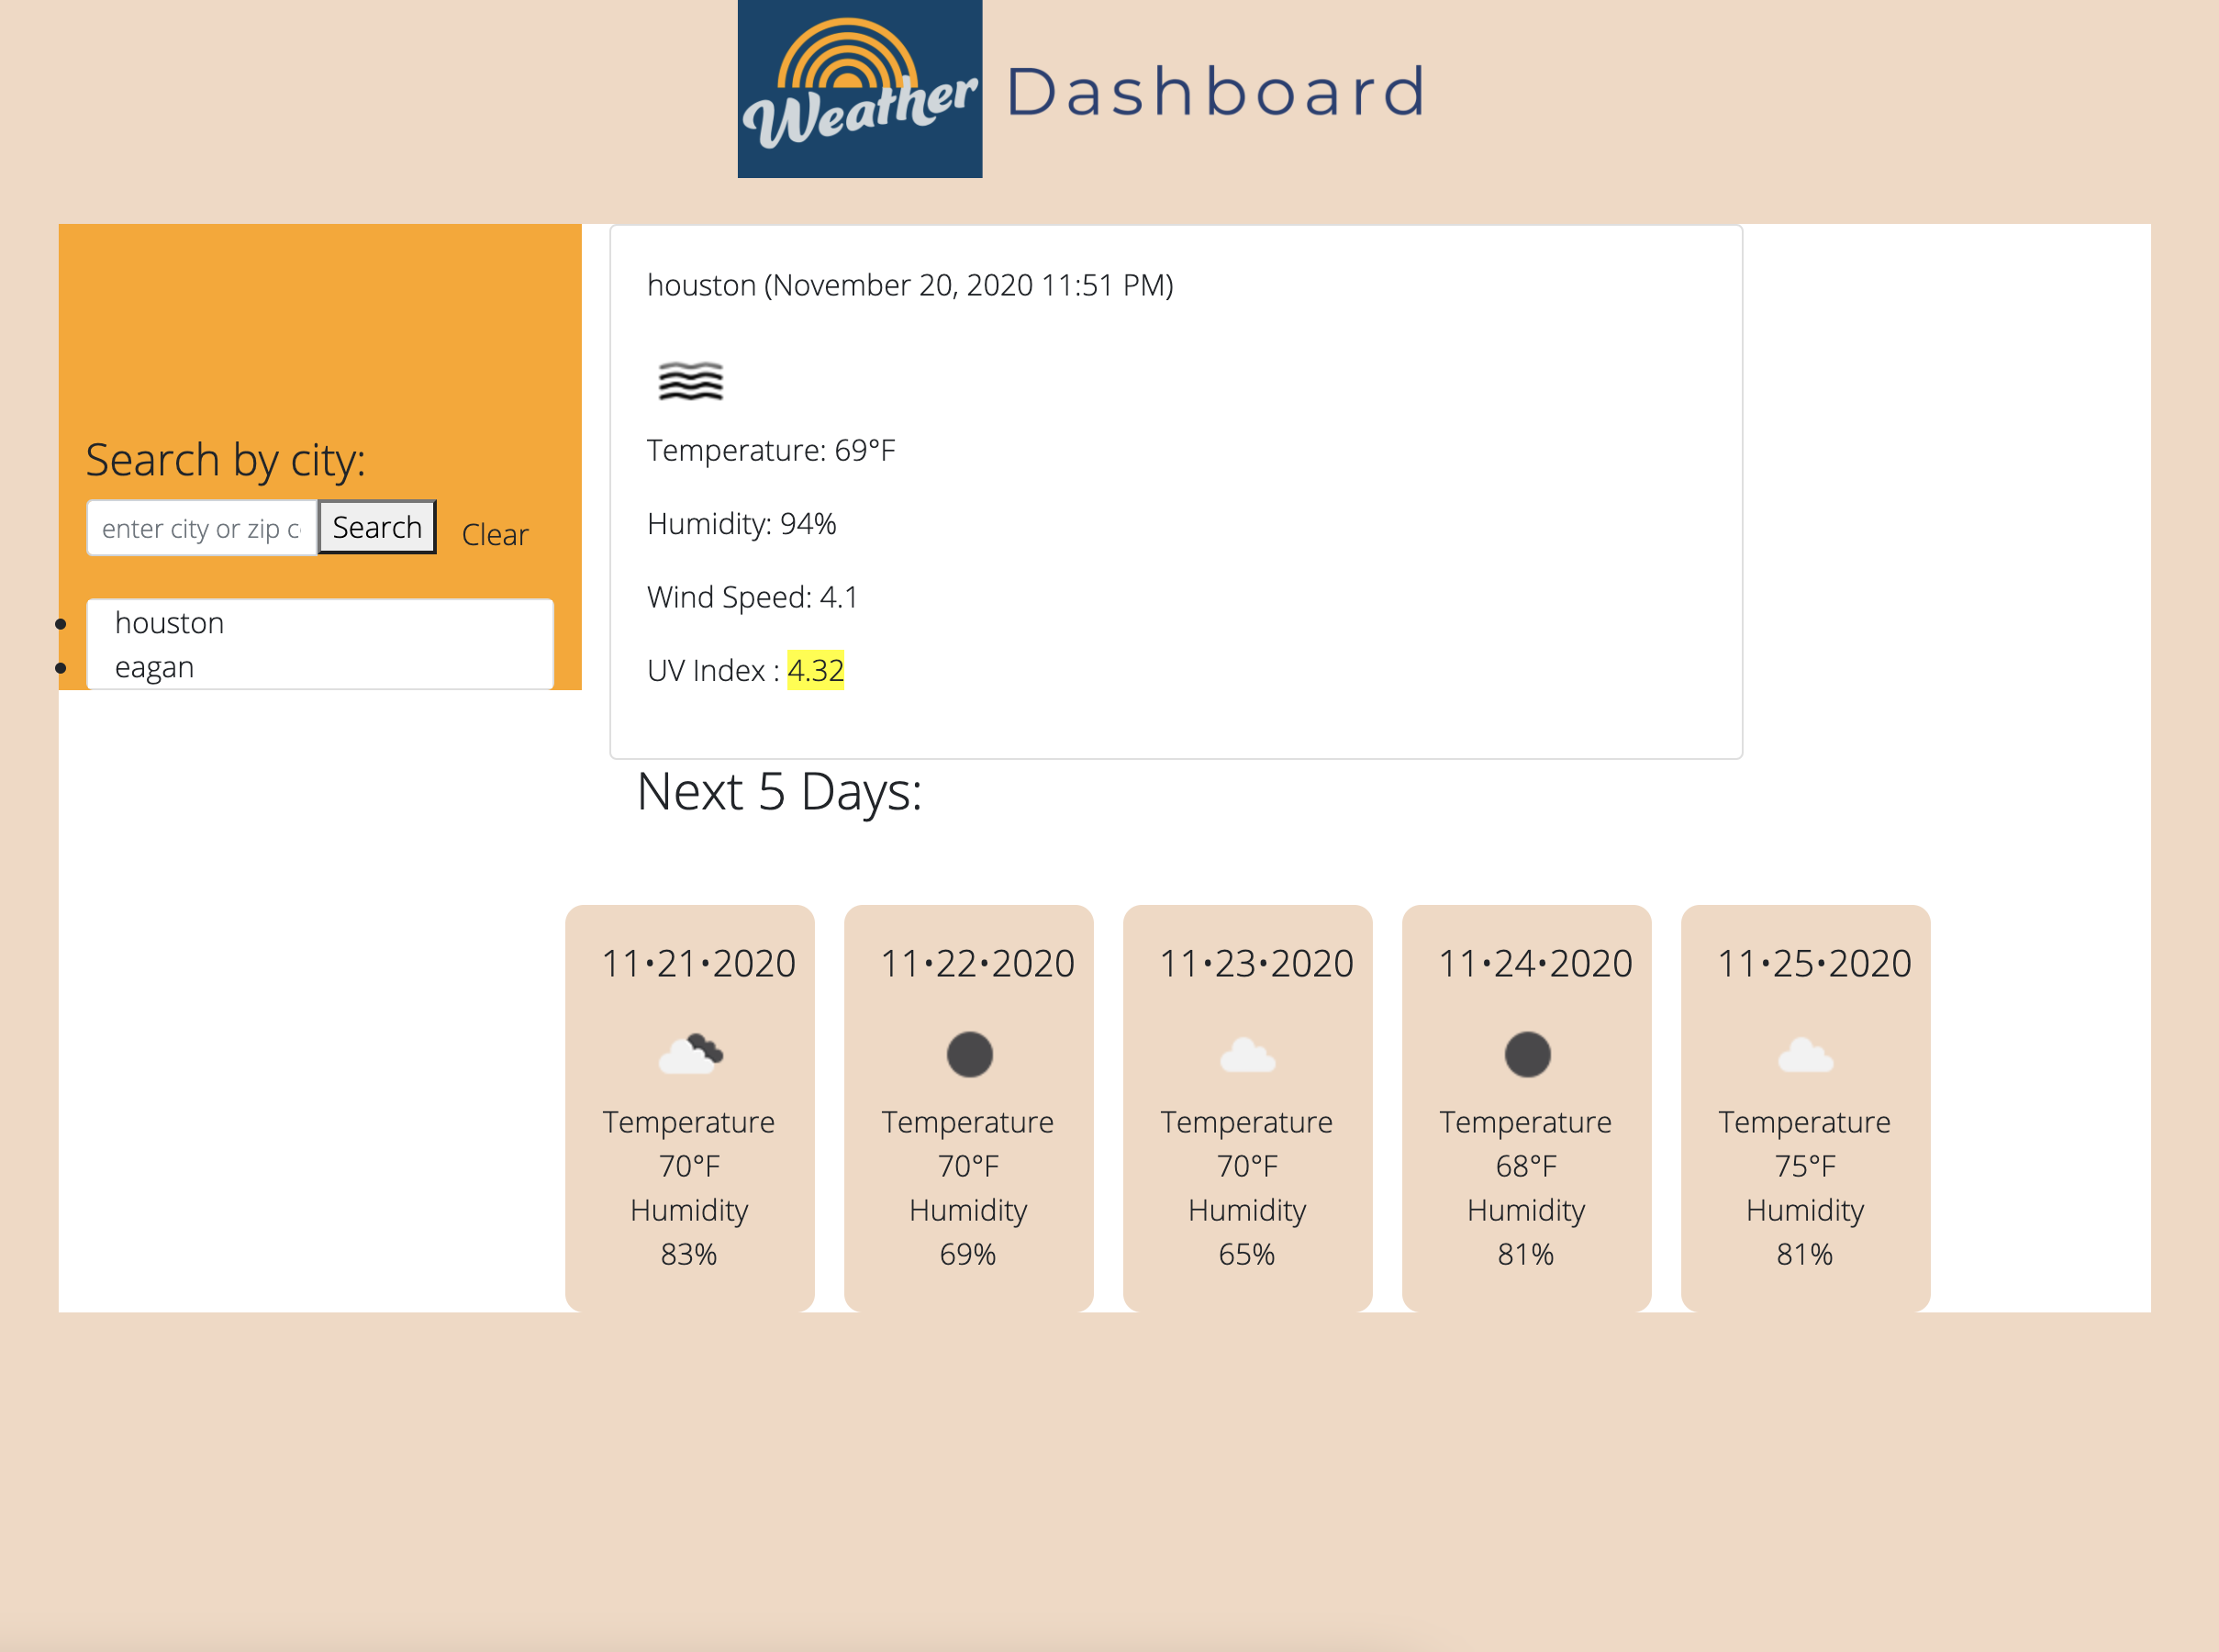 Weather Dashboard
Search by city:
enter city or zip c
Search
Clear
houston
eagan
houston (November 20, 2020 11:51 PM)
Temperature: 69°F
Humidity: 94%
Wind Speed: 4.1
UV Index : 4.32
Next 5 Days:
11•21•2020
Temperature
70°F
Humidity
83%
11•22•2020
Temperature
70°F
Humidity
69%
11•23•2020
Temperature
70°F
Humidity
65%
11•24•2020
Temperature
68°F
Humidity
81%
11•25•2020
Temperature
75°F
Humidity
81%